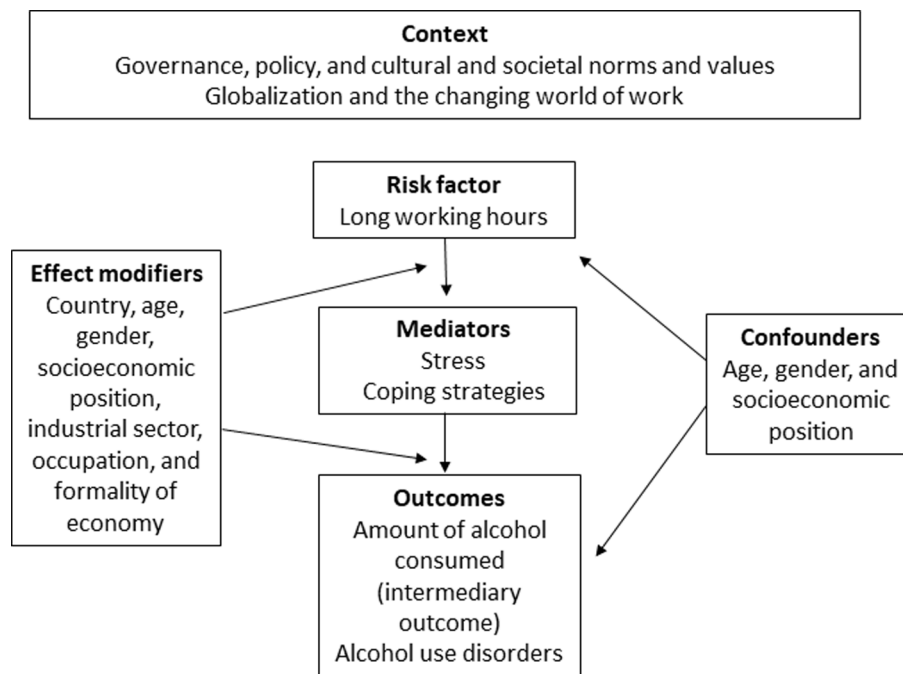 Context
Governance, policy, and cultural and societal norms and values
Globalization and the changing world of work
Risk factor
Long working hours
Effect modifiers
Country, age,
gender,
socioeconomic
position,
industrial sector,
occupation, and
formality of
economy
Mediators
Stress
Coping strategies
Confounders
Age, gender, and
socioeconomic
position
Outcomes
Amount of alcohol
consumed
(intermediary
outcome)
Alcohol use disorders